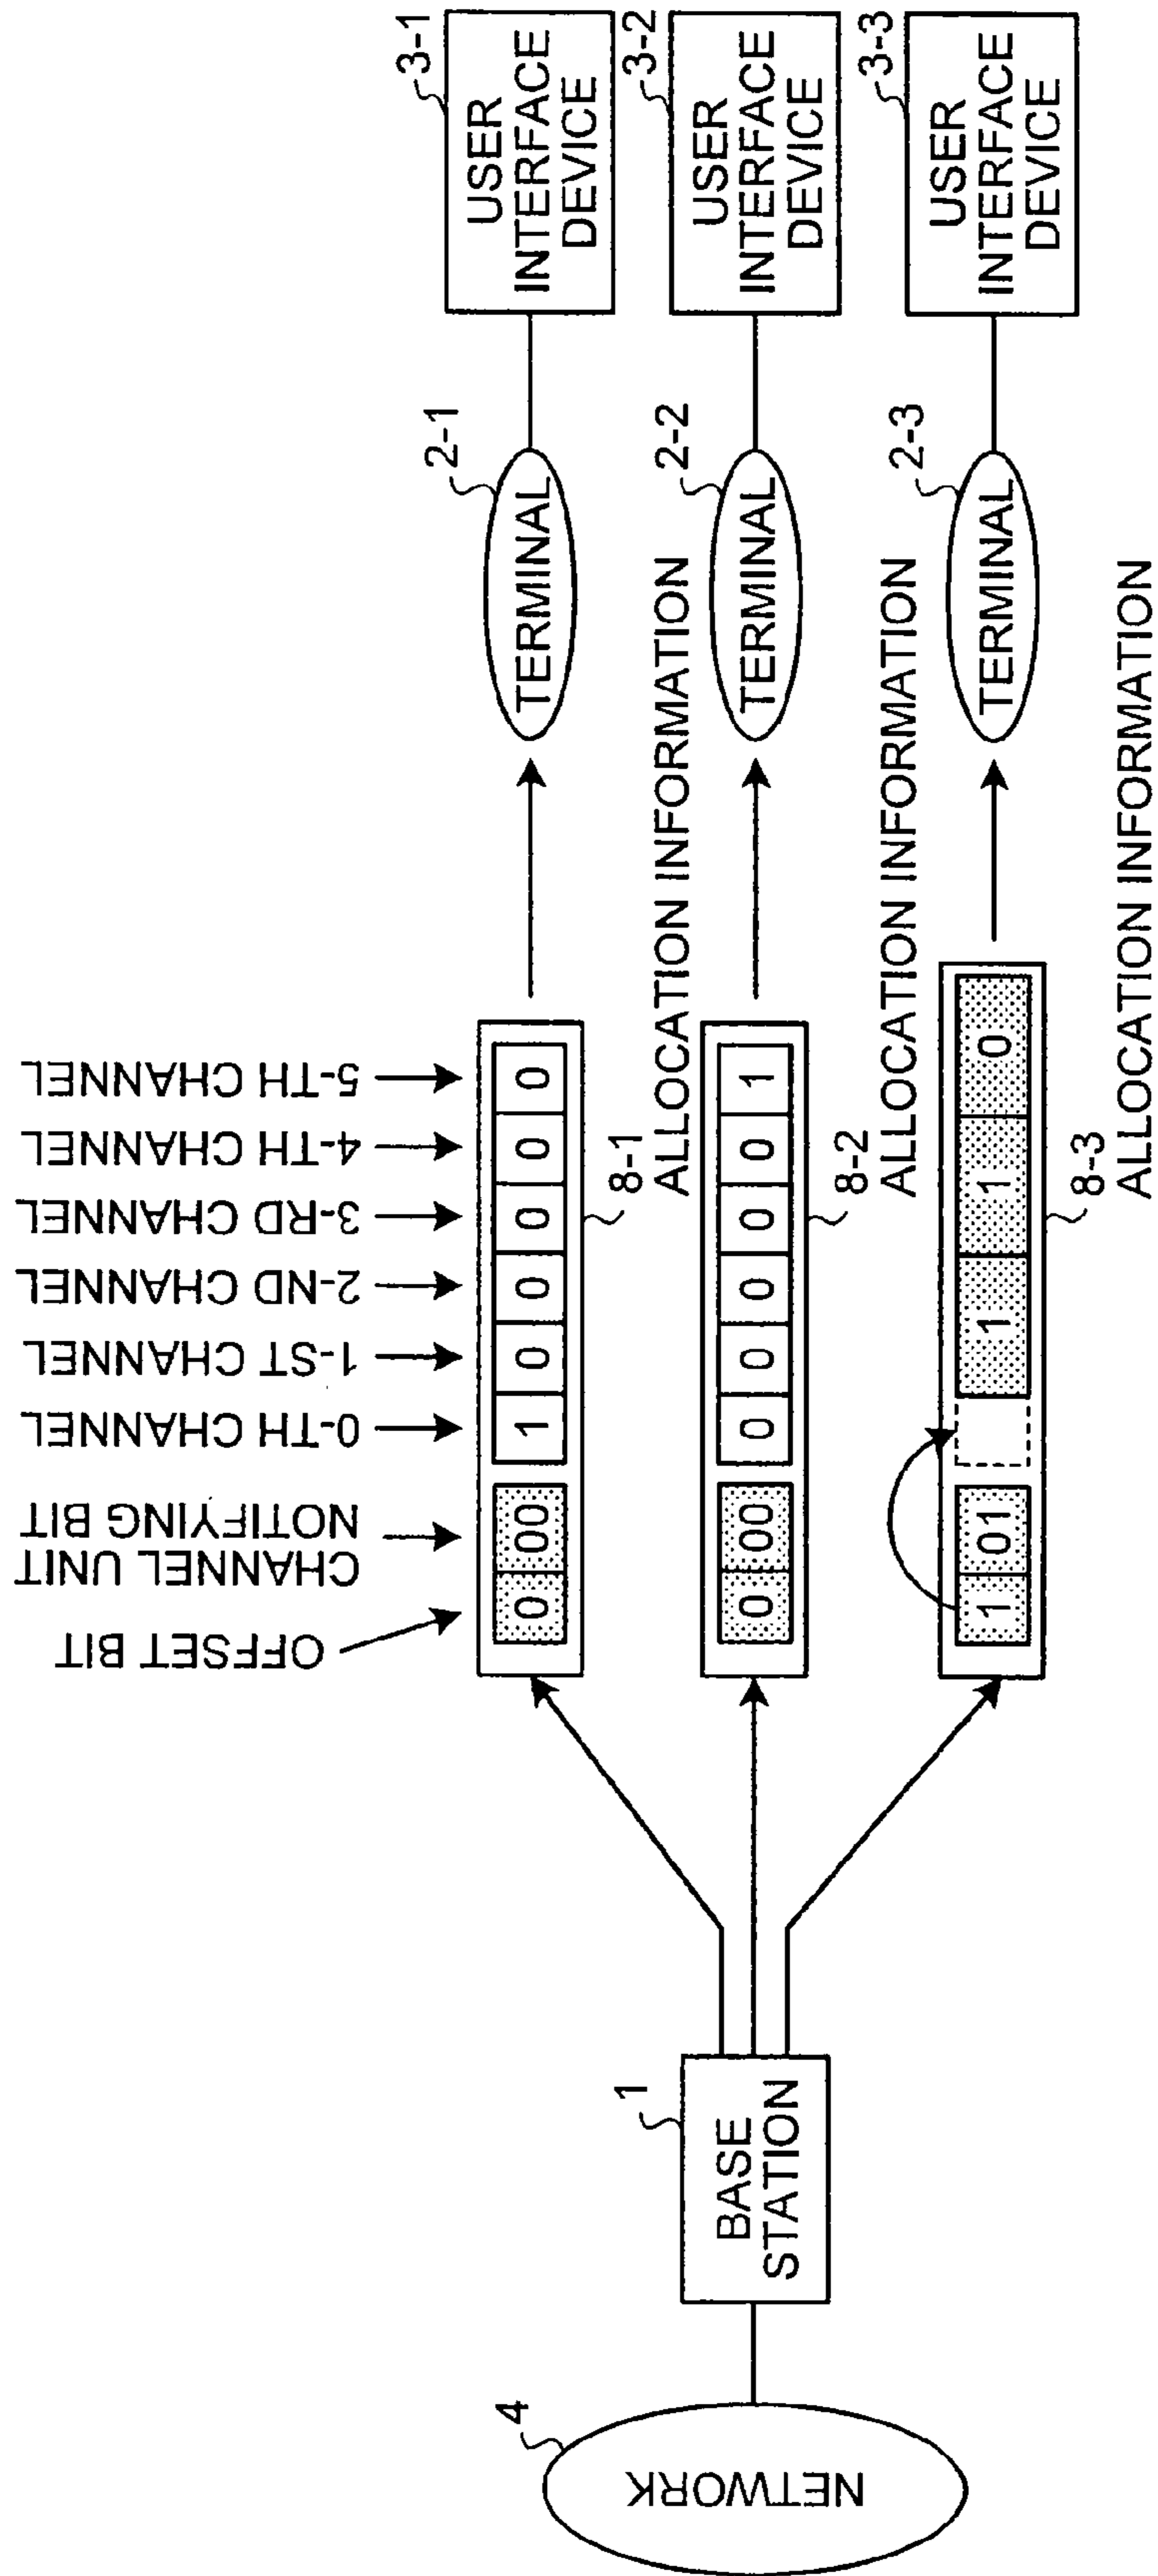 OFFSET BIT
CHANNEL UNIT
NOTIFYING BIT
0-TH CHANNEL
1-ST CHANNEL
2-ND CHANNEL
3-RD CHANNEL
4-TH CHANNEL
5-TH CHANNEL
4
NETWORK
1
BASE
STATION
0 00 1 0 0 0 0 0
8-1
ALLOCATION INFORMATION
2-1
TERMINAL
3-1
USER
INTERFACE
DEVICE
0 00 0 0 0 0 0 1
8-2
ALLOCATION INFORMATION
2-2
TERMINAL
3-2
USER
INTERFACE
DEVICE
1 01 1 1 0
8-3
ALLOCATION INFORMATION
2-3
TERMINAL
3-3
USER
INTERFACE
DEVICE